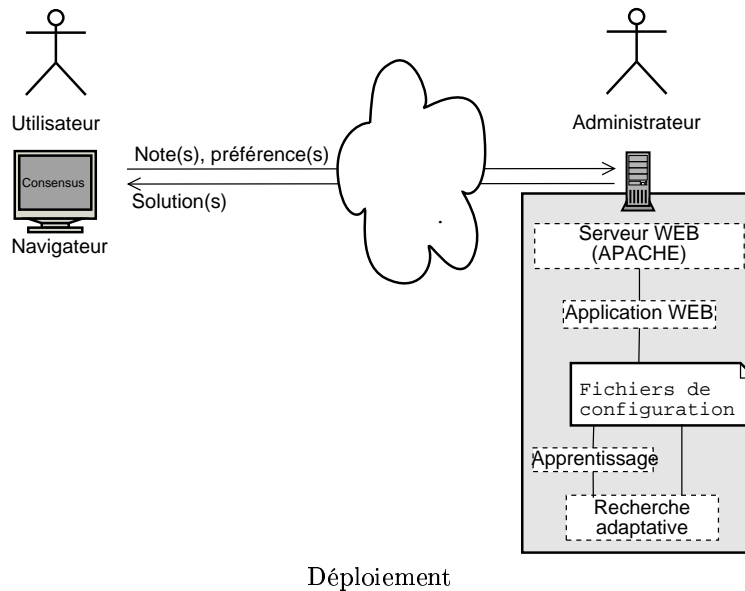 Utilisateur
Administrateur
Note(s), préférence(s)
Consensus
Solution(s)
Navigateur
Serveur WEB
(APACHE)
Application WEB
Fichiers de
configuration
Apprentissage
Recherche
adaptative
Déploiement